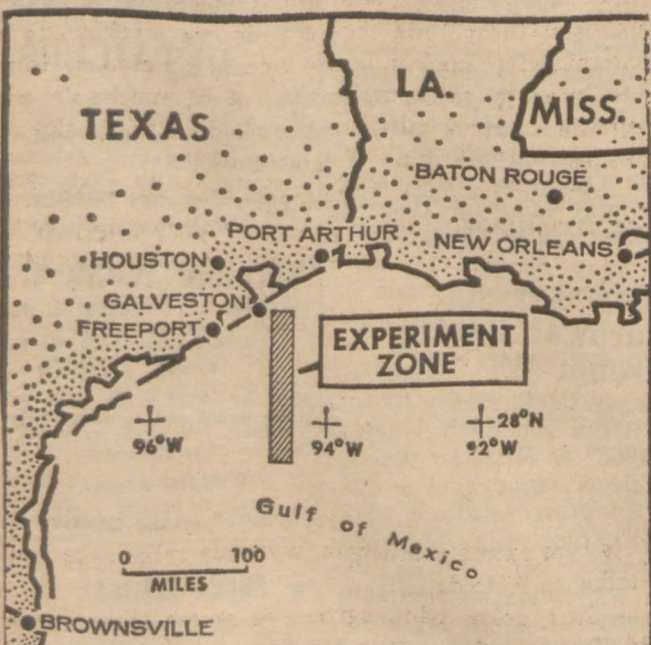 TEXAS
LA.
MISS.
BATON ROUGE
PORT ARTHUR
NEW ORLEANS
HOUSTON
GALVESTON
FREEPORT
EXPERIMENT
ZONE
28°N
96°W
94°W
92°W
Gulf of Mexico
0 100
MILES
BROWNSVILLE